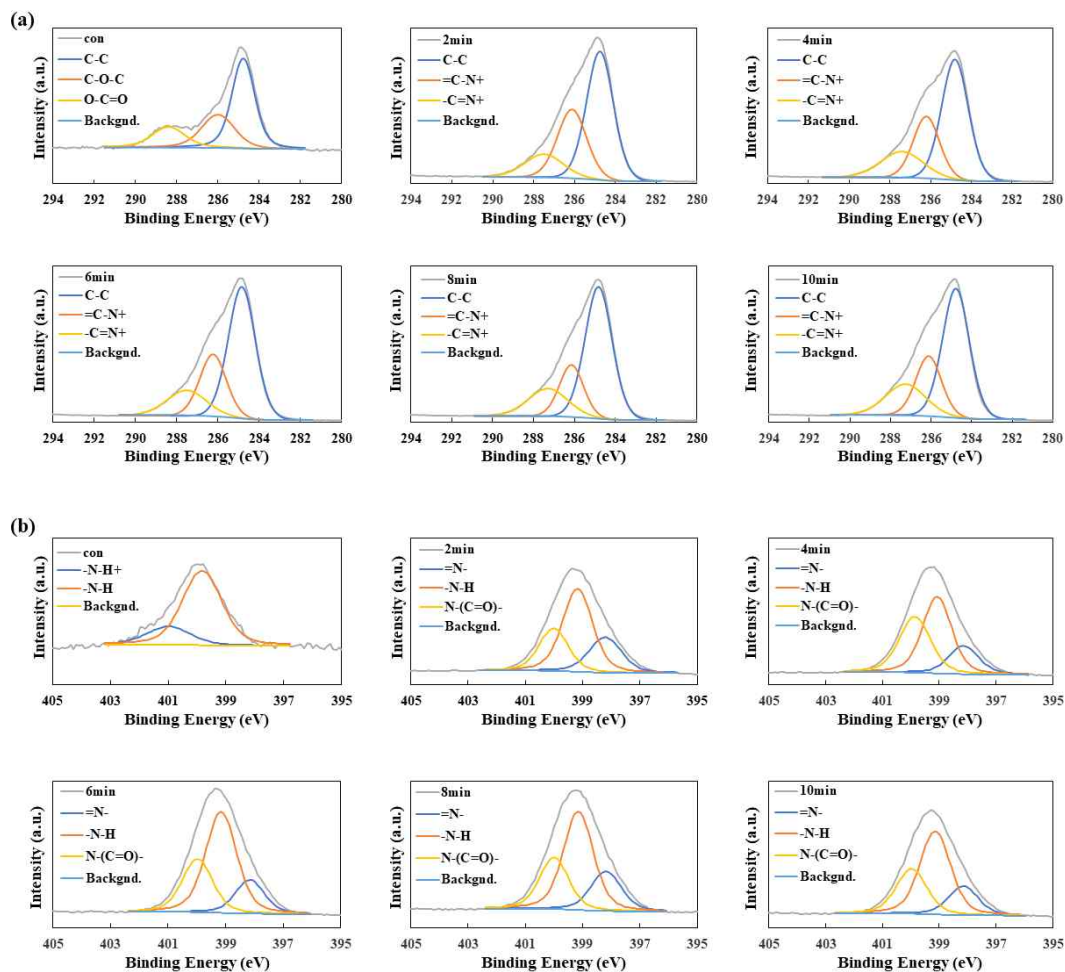 (a)
Intensity (a.u.)
con
C-C
C-O-C
O-C=O
Backgnd.
294 292 290 288 286 284 282 280
Binding Energy (eV)
Intensity (a.u.)
2min
C-C
=C-N+
-C=N+
Backgnd.
294 292 290 288 286 284 282 280
Binding Energy (eV)
Intensity (a.u.)
4min
C-C
=C-N+
-C=N+
Backgnd.
294 292 290 288 286 284 282 280
Binding Energy (eV)
Intensity (a.u.)
6min
C-C
=C-N+
-C=N+
Backgnd.
294 292 290 288 286 284 282 280
Binding Energy (eV)
Intensity (a.u.)
8min
C-C
=C-N+
-C=N+
Backgnd.
294 292 290 288 286 284 282 280
Binding Energy (eV)
Intensity (a.u.)
10min
C-C
=C-N+
-C=N+
Backgnd.
294 292 290 288 286 284 282 280
Binding Energy (eV)
(b)
Intensity (a.u.)
con
-N-H+
-N-H
Backgnd.
405 403 401 399 397 395
Binding Energy (eV)
Intensity (a.u.)
2min
=N-
-N-H
N-(C=O)-
Backgnd.
405 403 401 399 397 395
Binding Energy (eV)
Intensity (a.u.)
4min
=N-
-N-H
N-(C=O)-
Backgnd.
405 403 401 399 397 395
Binding Energy (eV)
Intensity (a.u.)
6min
=N-
-N-H
N-(C=O)-
Backgnd.
405 403 401 399 397 395
Binding Energy (eV)
Intensity (a.u.)
8min
=N-
-N-H
N-(C=O)-
Backgnd.
405 403 401 399 397 395
Binding Energy (eV)
Intensity (a.u.)
10min
=N-
-N-H
N-(C=O)-
Backgnd.
405 403 401 399 397 395
Binding Energy (eV)